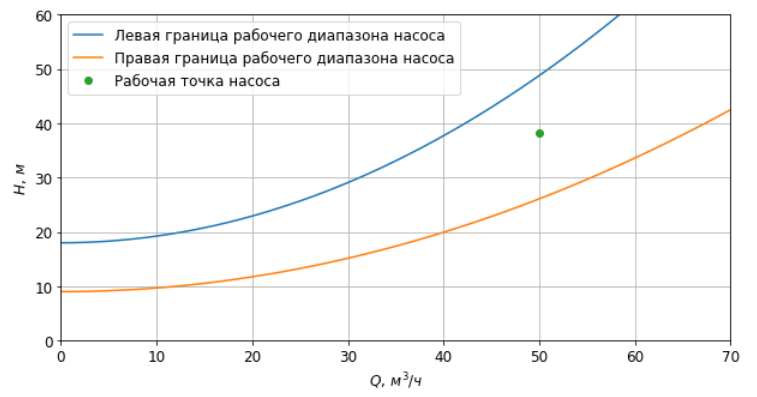 Левая граница рабочего диапазона насоса
Правая граница рабочего диапазона насоса
Рабочая точка насоса
60
50
40
30
20
10
0
H, м
0 10 20 30 40 50 60 70
Q, м³/ч